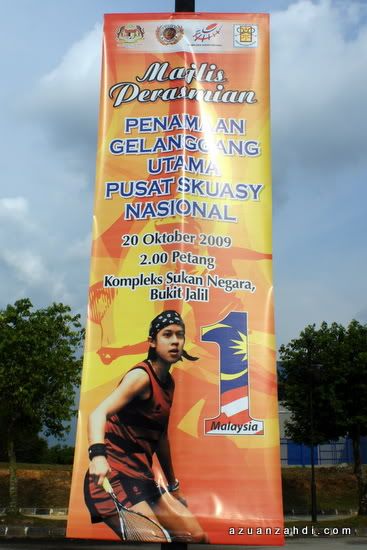 Majlis
Perasmian
PENAMAAN
GELANGGANG
UTAMA
PUSAT SKUASY
NASIONAL
20 Oktober 2009
2.00 Petang
Kompleks Sukan Negara,
Bukit Jalil
1
Malaysia
azuanzahdi.com